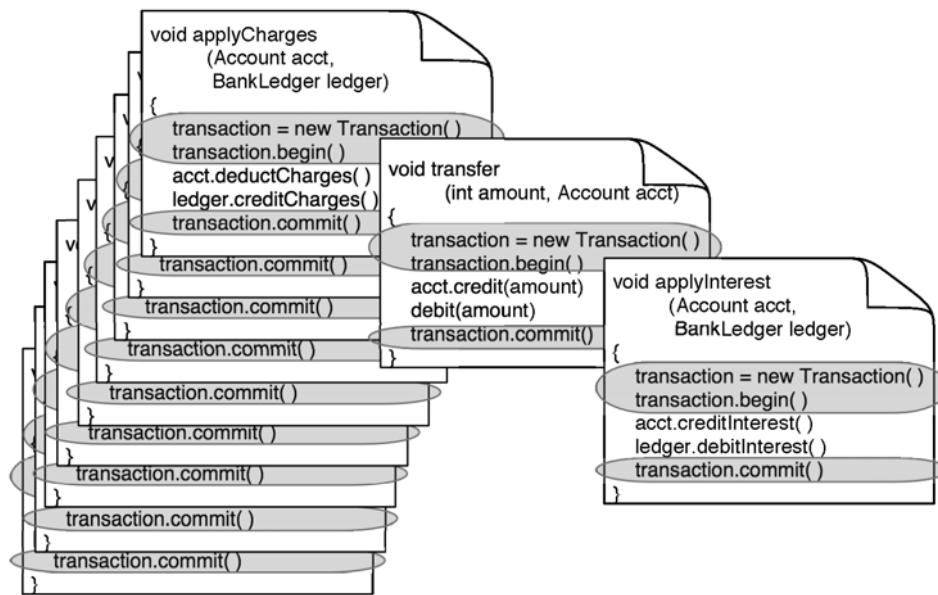 void applyCharges
(Account acct,
BankLedger ledger)
{
transaction = new Transaction( )
transaction.begin( )
acct.deductCharges( )
ledger.creditCharges( )
transaction.commit( )
}
transaction.commit( )
}
transaction.commit( )
}
transaction.commit( )
}
transaction.commit( )
}
transaction.commit( )
}
transaction.commit( )
}
transaction.commit( )
}
transaction.commit( )
}
void transfer
(int amount, Account acct)
{
transaction = new Transaction( )
transaction.begin( )
acct.credit(amount)
debit(amount)
transaction.commit()
}
void applyInterest
(Account acct,
BankLedger ledger)
{
transaction = new Transaction( )
transaction.begin( )
acct.creditInterest( )
ledger.debitInterest( )
transaction.commit( )
}